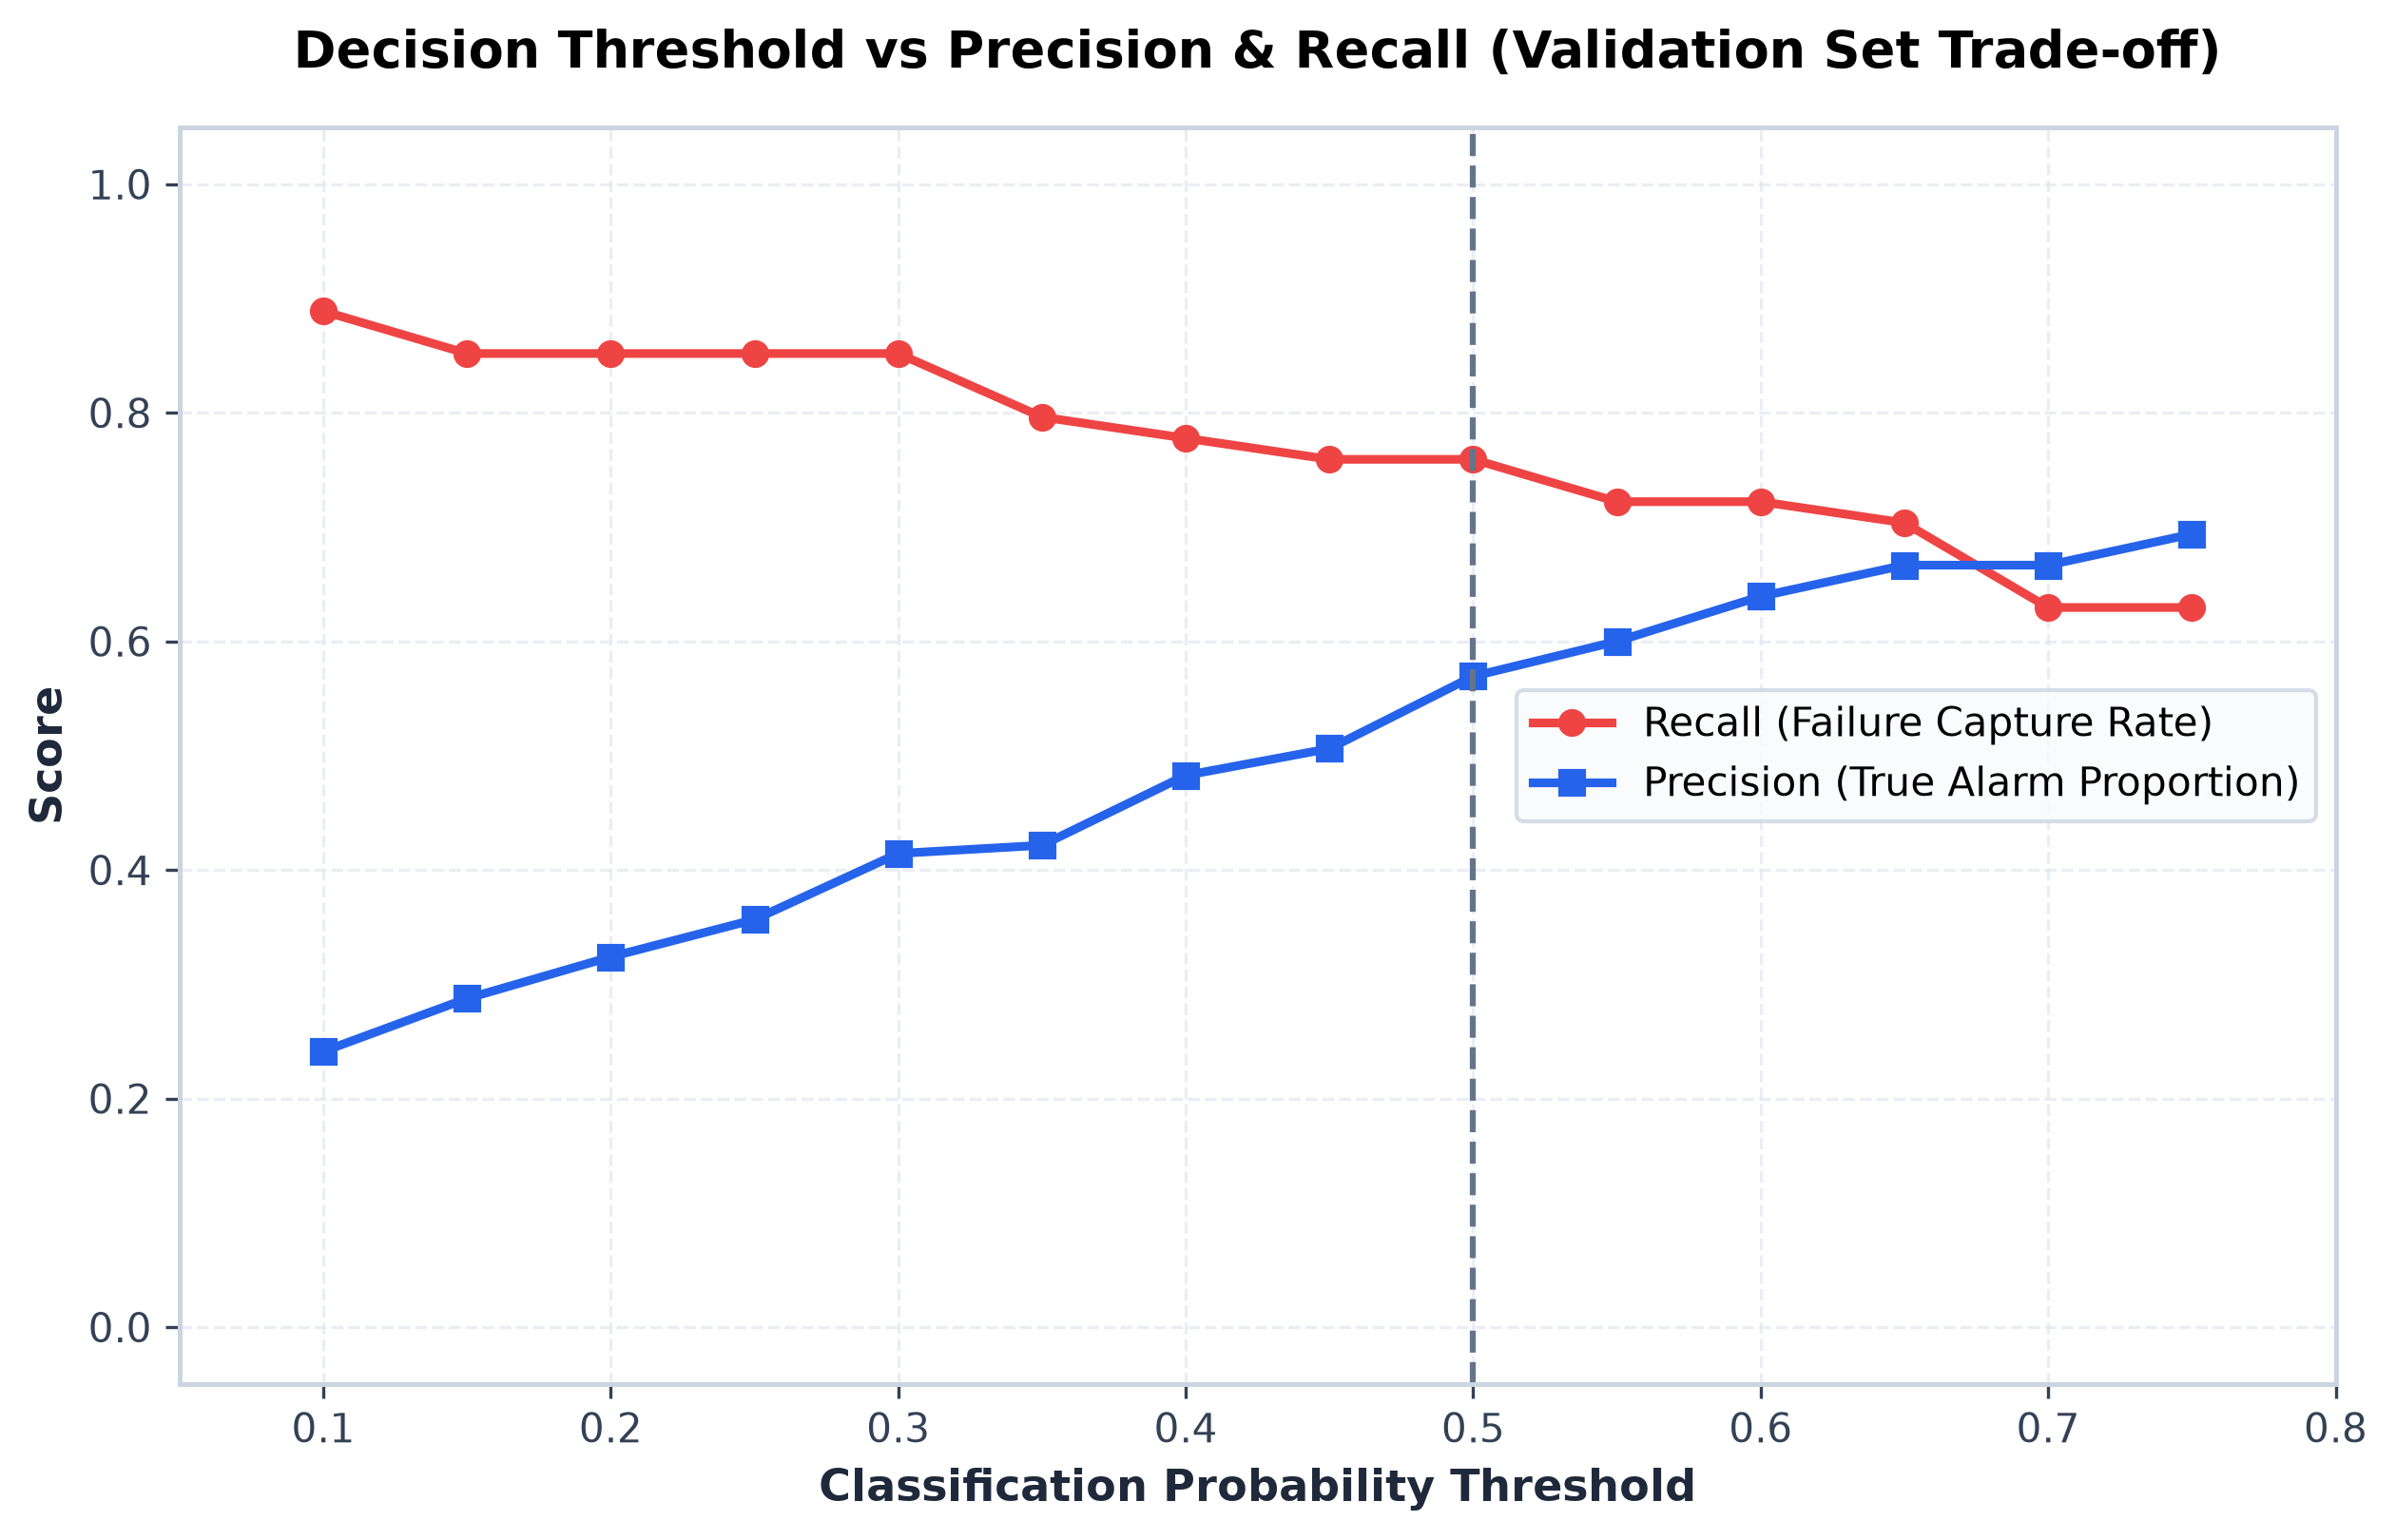 Decision Threshold vs Precision & Recall (Validation Set Trade-off)
1.0
0.8
0.6
0.4
0.2
0.0
Score
Recall (Failure Capture Rate)
Precision (True Alarm Proportion)
0.1 0.2 0.3 0.4 0.5 0.6 0.7 0.8
Classification Probability Threshold